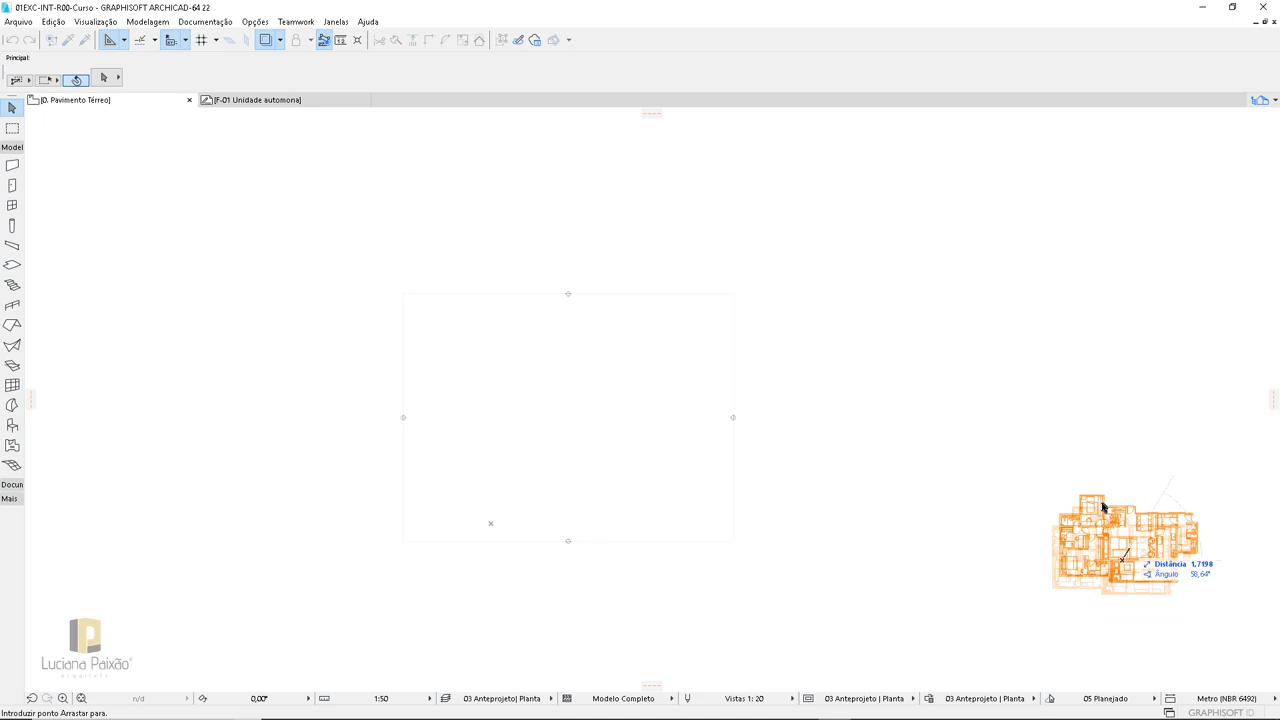 01EXC-INT-R00-Curso - GRAPHISOFT ARCHICAD-64 22
Arquivo Edição Visualização Modelagem Documentação Opções Teamwork Janelas Ajuda
Principal:
[0. Pavimento Térreo] [F-01 Unidade automona]
Model
Docun
Mais
Distância 1,7198
Ângulo 58,64°
Luciana Paixão
arquiteto
n/d 0,00° 1:50 03 Anteprojeto| Planta Modelo Completo Vistas 1: 20 03 Anteprojeto | Planta 03 Anteprojeto | Planta 05 Planejado Metro (NBR 6492)
Introduzir ponto Arrastar para.
GRAPHISOFT ID